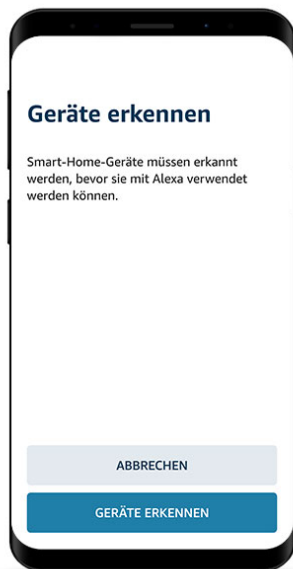 Geräte erkennen
Smart-Home-Geräte müssen erkannt
werden, bevor sie mit Alexa verwendet
werden können.
ABBRECHEN
GERÄTE ERKENNEN